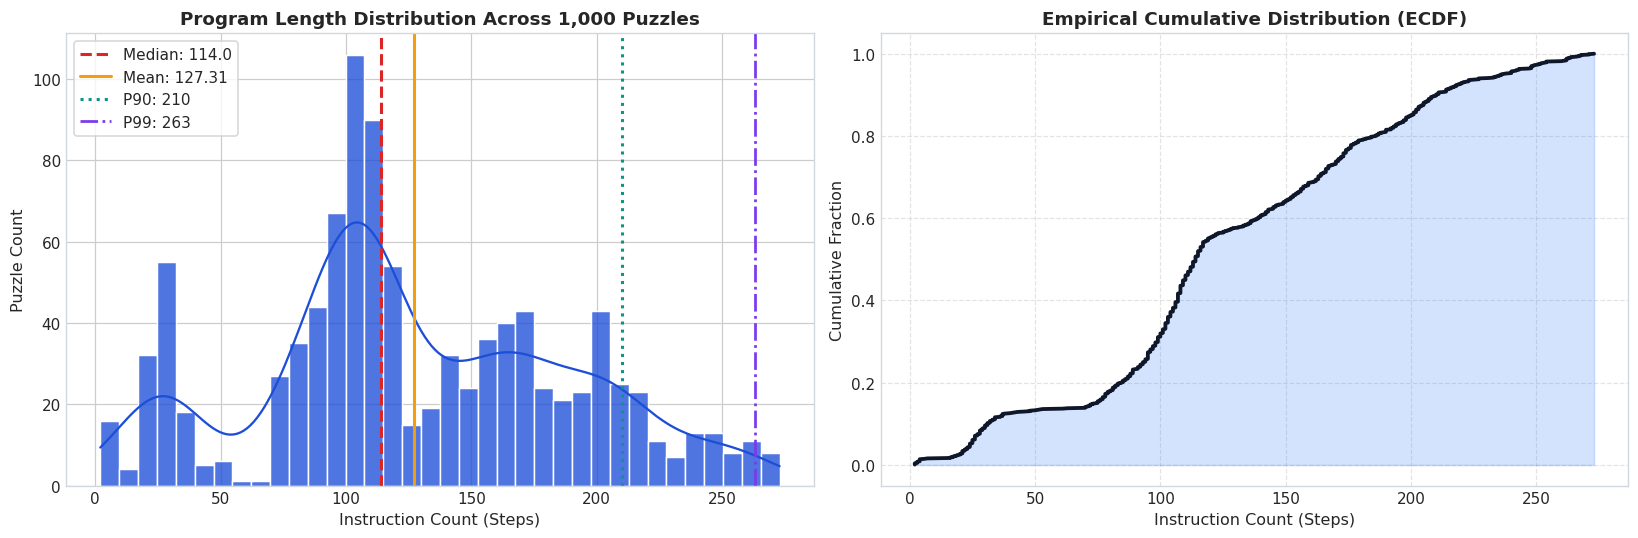 Program Length Distribution Across 1,000 Puzzles
Median: 114.0
Mean: 127.31
P90: 210
P99: 263
Puzzle Count
100
80
60
40
20
0
0 50 100 150 200 250
Instruction Count (Steps)
Empirical Cumulative Distribution (ECDF)
Cumulative Fraction
1.0
0.8
0.6
0.4
0.2
0.0
0 50 100 150 200 250
Instruction Count (Steps)